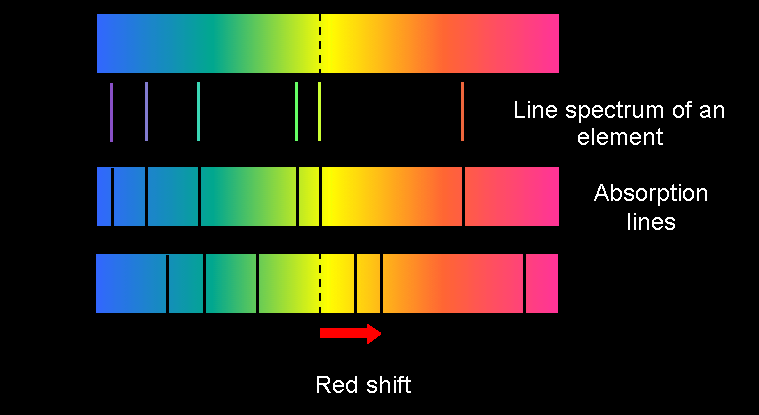 Line spectrum of an
element
Absorption
lines
Red shift